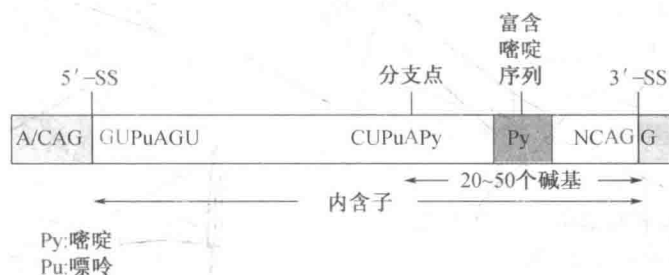 富含
嘧啶
5′-SS 分支点 序列 3′-SS
A/CAG GUPuAGU CUPuAPy Py NCAG G
20~50个碱基
内含子
Py:嘧啶
Pu:嘌呤